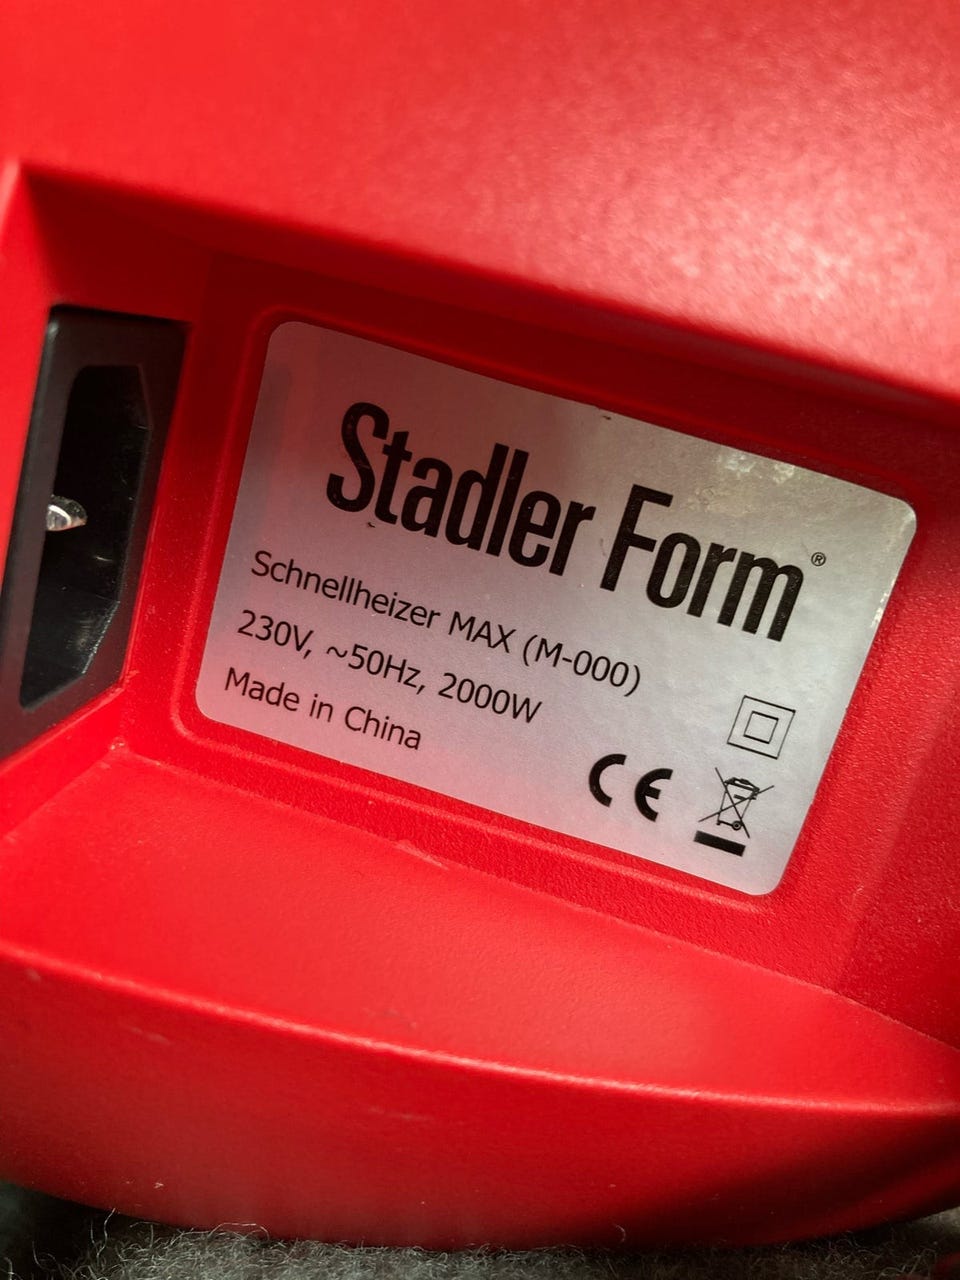 Stadler Form®
Schnellheizer MAX (M-000)
230V, ~50Hz, 2000W
Made in China
CE